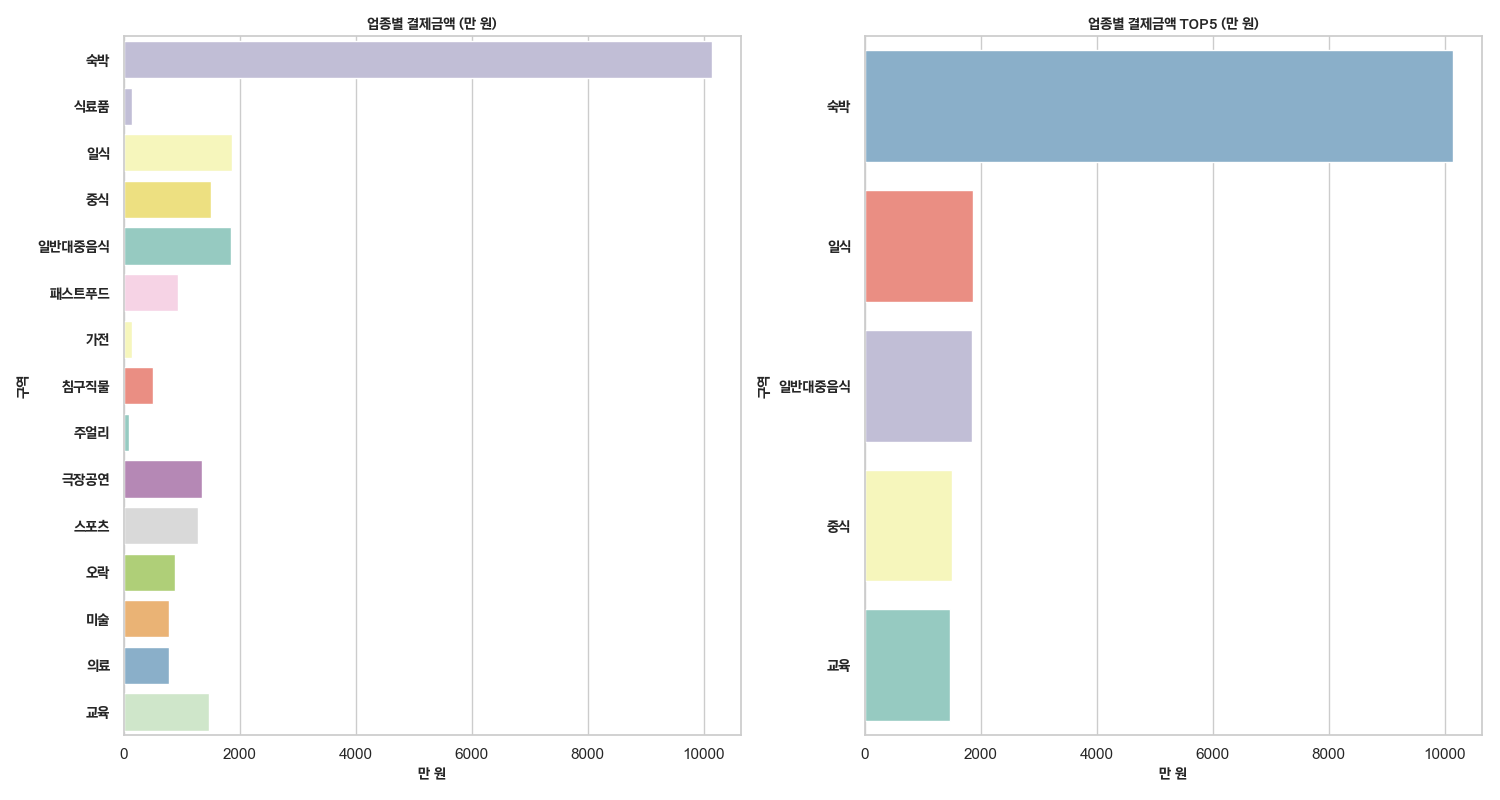 업종별 결제금액 (만 원)
숙박
식료품
일식
중식
일반대중음식
패스트푸드
가전
침구직물
주얼리
극장공연
스포츠
오락
미술
의료
교육
구역
0 2000 4000 6000 8000 10000
만 원
업종별 결제금액 TOP5 (만 원)
숙박
일식
일반대중음식
중식
교육
구역
0 2000 4000 6000 8000 10000
만 원